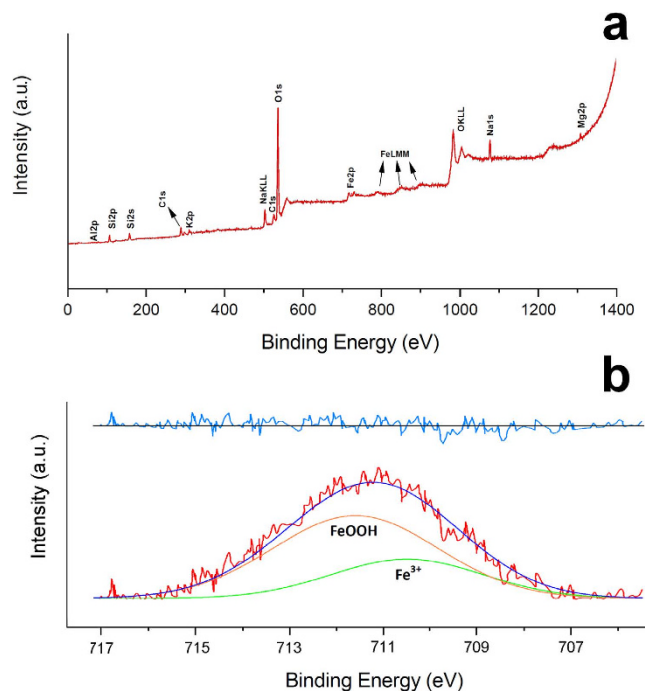 a
Intensity (a.u.)
Al2p
Si2p
Si2s
C1s
K2p
NaKLL
C1s
O1s
Fe2p
FeLMM
OKLL
Na1s
Mg2p
0 200 400 600 800 1000 1200 1400
Binding Energy (eV)
b
Intensity (a.u.)
FeOOH
Fe³⁺
717 715 713 711 709 707
Binding Energy (eV)